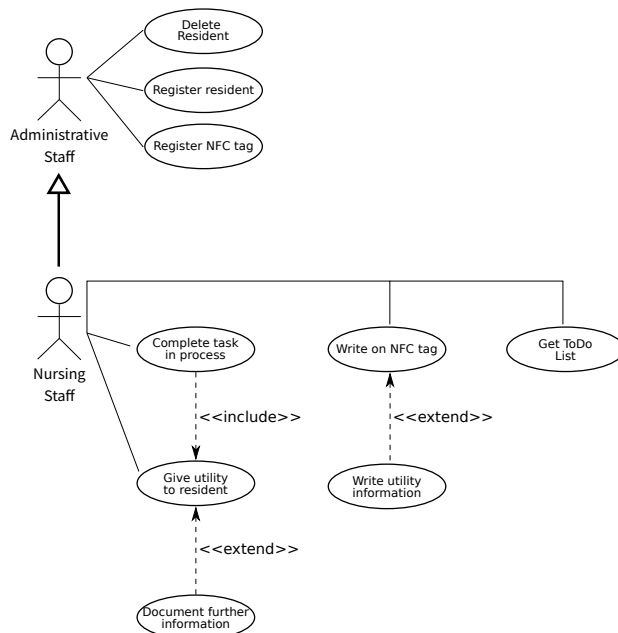 Delete
Resident
Register resident
Administrative
Staff
Register NFC tag
Nursing
Staff
Complete task
in process
Write on NFC tag
Get ToDo
List
<<include>>
<<extend>>
Give utility
to resident
Write utility
information
<<extend>>
Document further
information